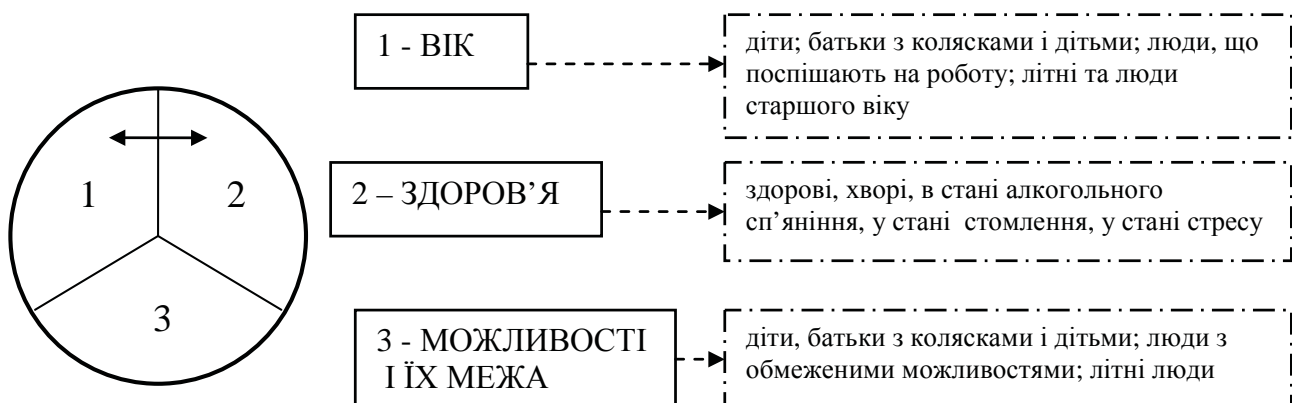 1
2
3
1 - ВІК
діти; батьки з колясками і дітьми; люди, що
поспішають на роботу; літні та люди
старшого віку
2 – ЗДОРОВ’Я
здорові, хворі, в стані алкогольного
сп’яніння, у стані стомлення, у стані стресу
3 - МОЖЛИВОСТІ
І ЇХ МЕЖА
діти, батьки з колясками і дітьми; люди з
обмеженими можливостями; літні люди